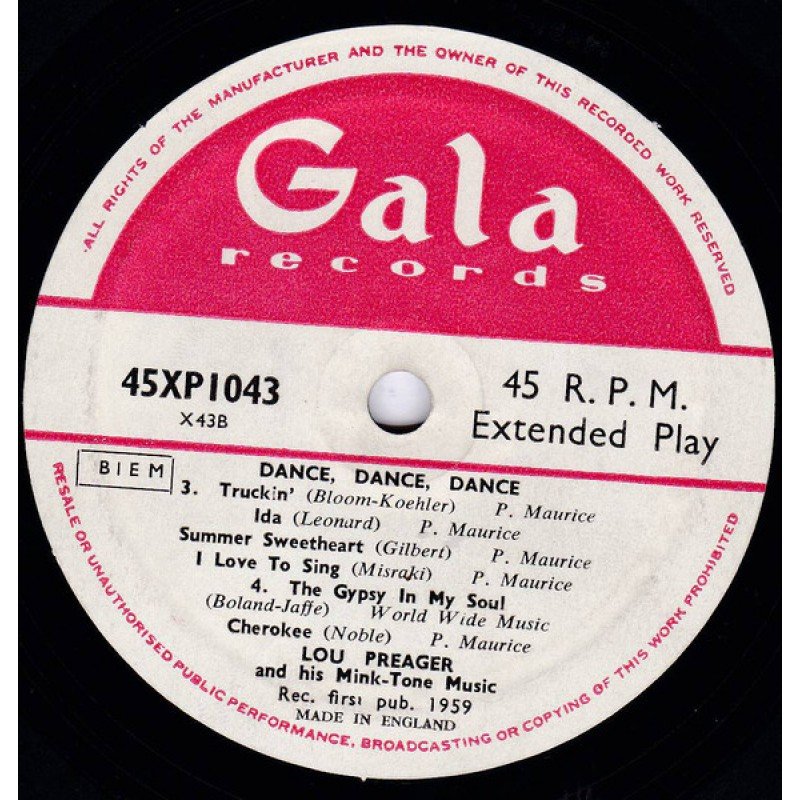 ALL RIGHTS OF THE MANUFACTURER AND THE OWNER OF THIS RECORDED WORK RESERVED
Gala
records
45XP1043
X43B
45 R. P. M.
Extended Play
BIEM
DANCE, DANCE, DANCE
3. Truckin' (Bloom-Koehler) P. Maurice
Ida (Leonard) P. Maurice
Summer Sweetheart (Gilbert) P. Maurice
I Love To Sing (Misraki) P. Maurice
4. The Gypsy In My Soul
(Boland-Jaffe) World Wide Music
Cherokee (Noble) P. Maurice
LOU PREAGER
and his Mink-Tone Music
Rec. first pub. 1959
MADE IN ENGLAND
RESALE OR UNAUTHORISED PUBLIC PERFORMANCE, BROADCASTING OR COPYING OF THIS WORK PROHIBITED